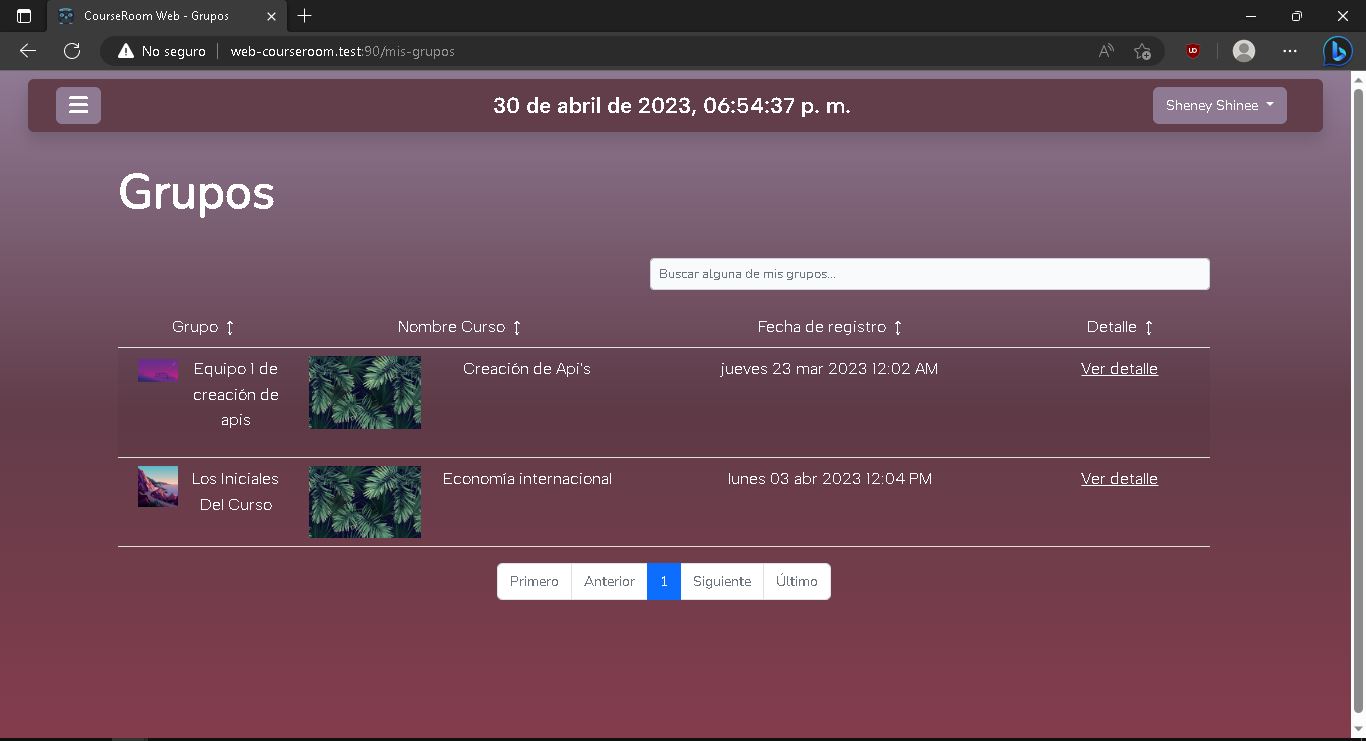 CourseRoom Web - Grupos
No seguro
web-courseroom.test:90/mis-grupos
30 de abril de 2023, 06:54:37 p. m.
Sheney Shinee
Grupos
Buscar alguna de mis grupos...
Grupo Nombre Curso Fecha de registro Detalle
Equipo 1 de creación de apis Creación de Api's jueves 23 mar 2023 12:02 AM Ver detalle
Los Iniciales Del Curso Economía internacional lunes 03 abr 2023 12:04 PM Ver detalle
Primero Anterior 1 Siguiente Último